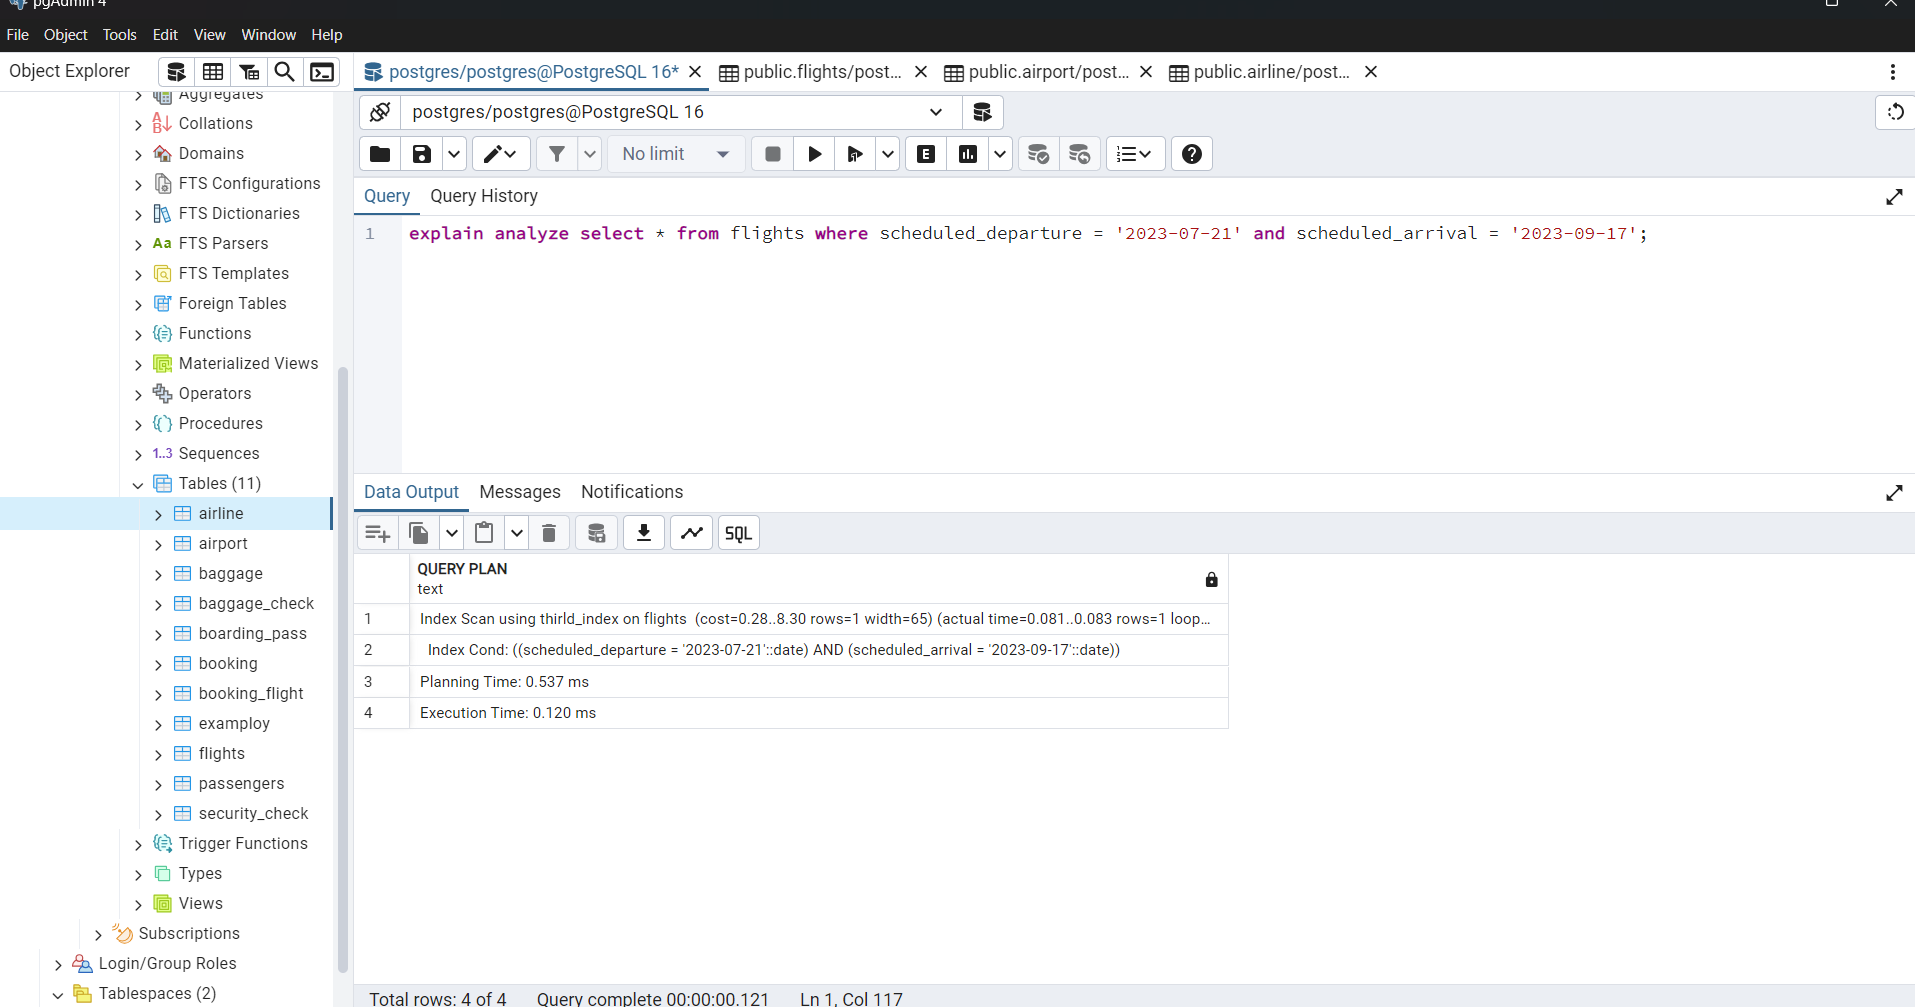 pgAdmin 4
File Object Tools Edit View Window Help
Object Explorer
postgres/postgres@PostgreSQL 16*
public.flights/post...
public.airport/post...
public.airline/post...
postgres/postgres@PostgreSQL 16
No limit
Query Query History
1 explain analyze select * from flights where scheduled_departure = '2023-07-21' and scheduled_arrival = '2023-09-17';
Aggregates
Collations
Domains
FTS Configurations
FTS Dictionaries
Aa FTS Parsers
FTS Templates
Foreign Tables
Functions
Materialized Views
Operators
Procedures
1..3 Sequences
Tables (11)
airline
airport
baggage
baggage_check
boarding_pass
booking
booking_flight
examploy
flights
passengers
security_check
Trigger Functions
Types
Views
Subscriptions
Login/Group Roles
Tablespaces (2)
Data Output Messages Notifications
SQL
QUERY PLAN
text
1 Index Scan using thirld_index on flights (cost=0.28..8.30 rows=1 width=65) (actual time=0.081..0.083 rows=1 loop...
2 Index Cond: ((scheduled_departure = '2023-07-21'::date) AND (scheduled_arrival = '2023-09-17'::date))
3 Planning Time: 0.537 ms
4 Execution Time: 0.120 ms
Total rows: 4 of 4 Query complete 00:00:00.121 Ln 1, Col 117